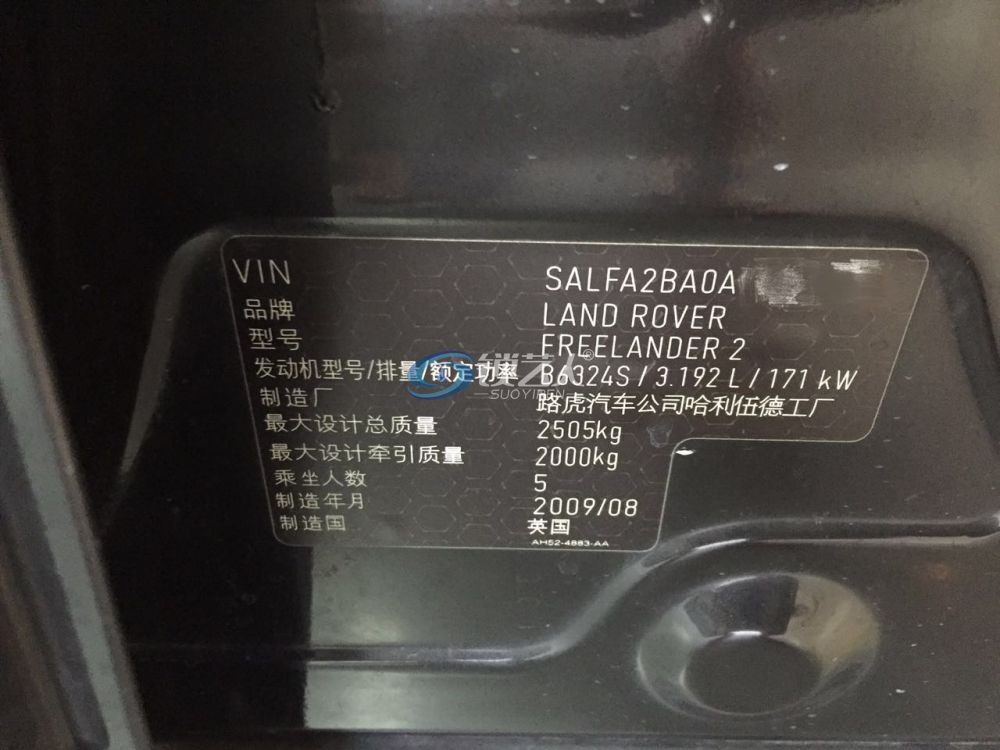 VIN SALFA2BA0A
品牌 LAND ROVER
型号 FREELANDER 2
发动机型号/排量/额定功率 B6324S / 3.192 L / 171 kW
制造厂 路虎汽车公司哈利伍德工厂
最大设计总质量 2505kg
最大设计牵引质量 2000kg
乘坐人数 5
制造年月 2009/08
制造国 英国
AH52-4883-AA
锁艺人®
SUOYIREN